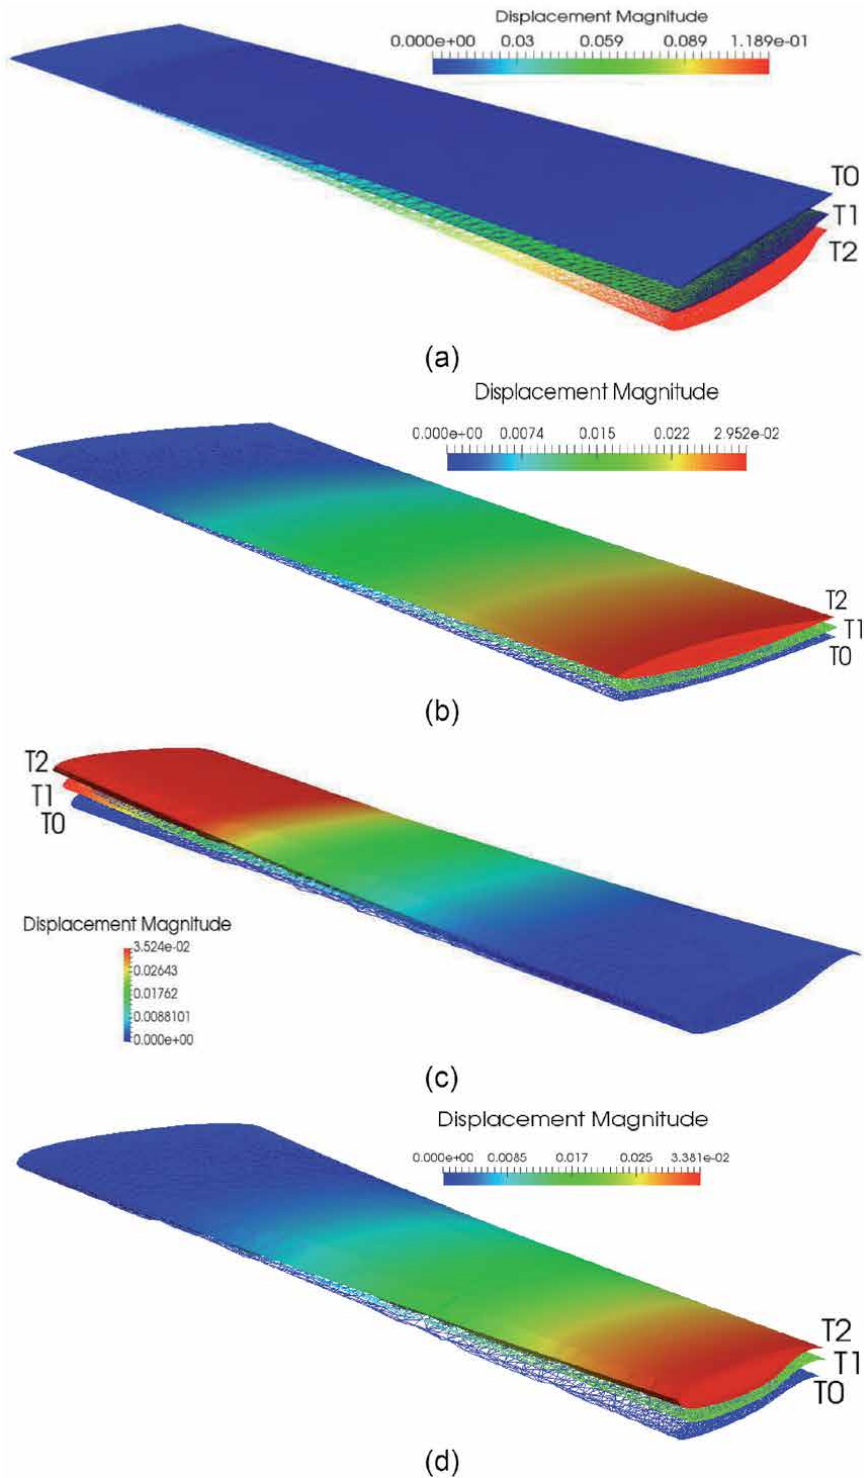 Displacement Magnitude
0.000e+00 0.03 0.059 0.089 1.189e-01
T0
T1
T2
(a)
Displacement Magnitude
0.000e+00 0.0074 0.015 0.022 2.952e-02
T2
T1
T0
(b)
T2
T1
T0
Displacement Magnitude
3.524e-02
0.02643
0.01762
0.0088101
0.000e+00
(c)
Displacement Magnitude
0.000e+00 0.0085 0.017 0.025 3.381e-02
T2
T1
T0
(d)